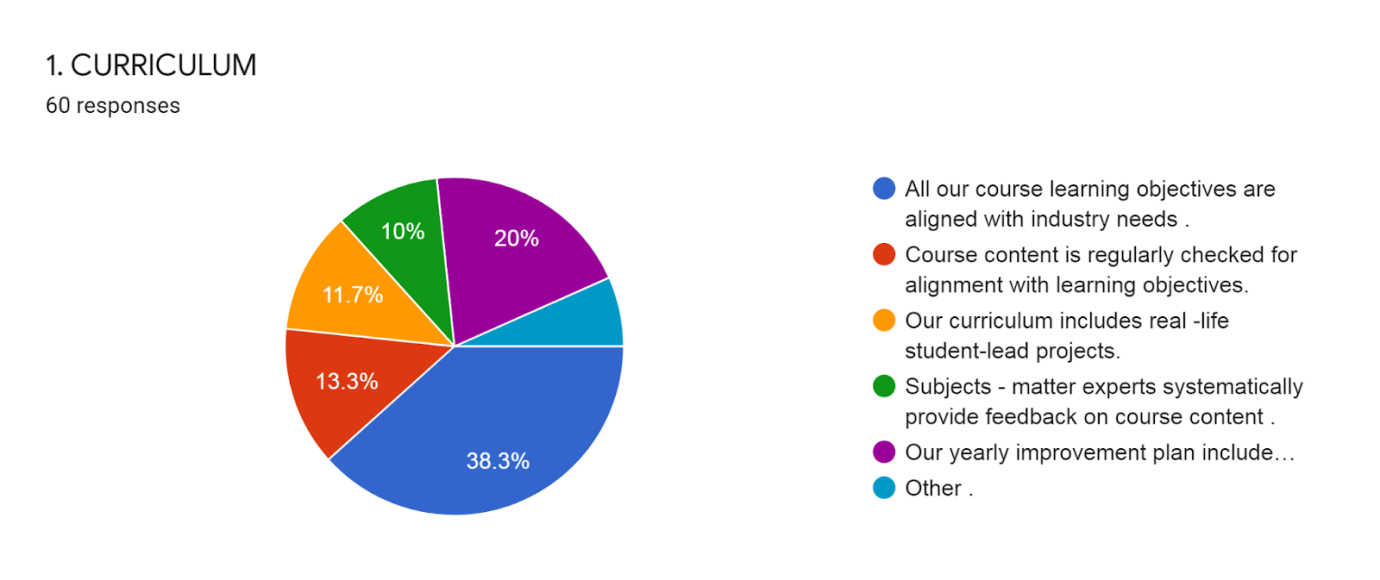 1. CURRICULUM
60 responses
10%
20%
11.7%
13.3%
38.3%
All our course learning objectives are
aligned with industry needs .
Course content is regularly checked for
alignment with learning objectives.
Our curriculum includes real -life
student-lead projects.
Subjects - matter experts systematically
provide feedback on course content .
Our yearly improvement plan include…
Other .